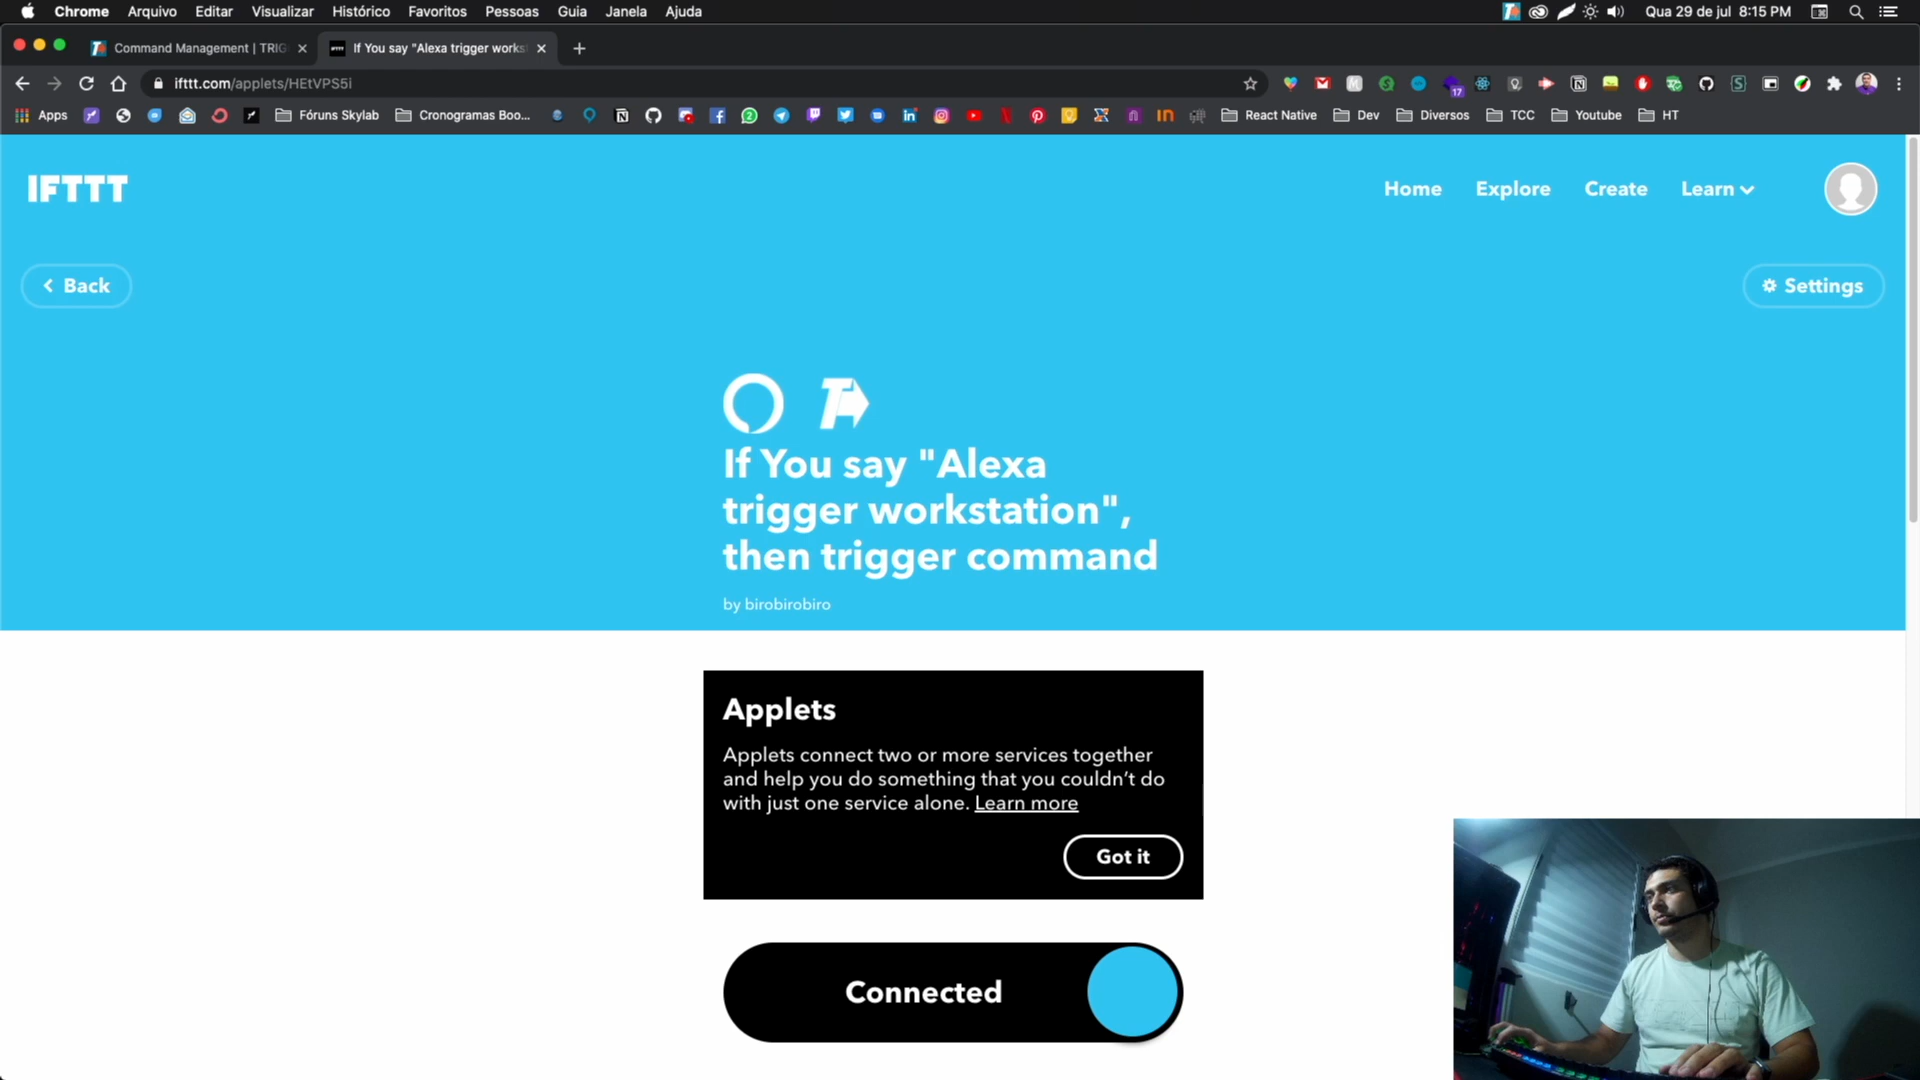 Chrome Arquivo Editar Visualizar Histórico Favoritos Pessoas Guia Janela Ajuda Qua 29 de jul 8:15 PM
Command Management | TRIG
If You say "Alexa trigger works
ifttt.com/applets/HEtVPS5i
17
Apps Fóruns Skylab Cronogramas Boo... React Native Dev Diversos TCC Youtube HT
IFTTT
Home Explore Create Learn
Back
Settings
If You say "Alexa
trigger workstation",
then trigger command
by birobirobiro
Applets
Applets connect two or more services together
and help you do something that you couldn’t do
with just one service alone. Learn more
Got it
Connected